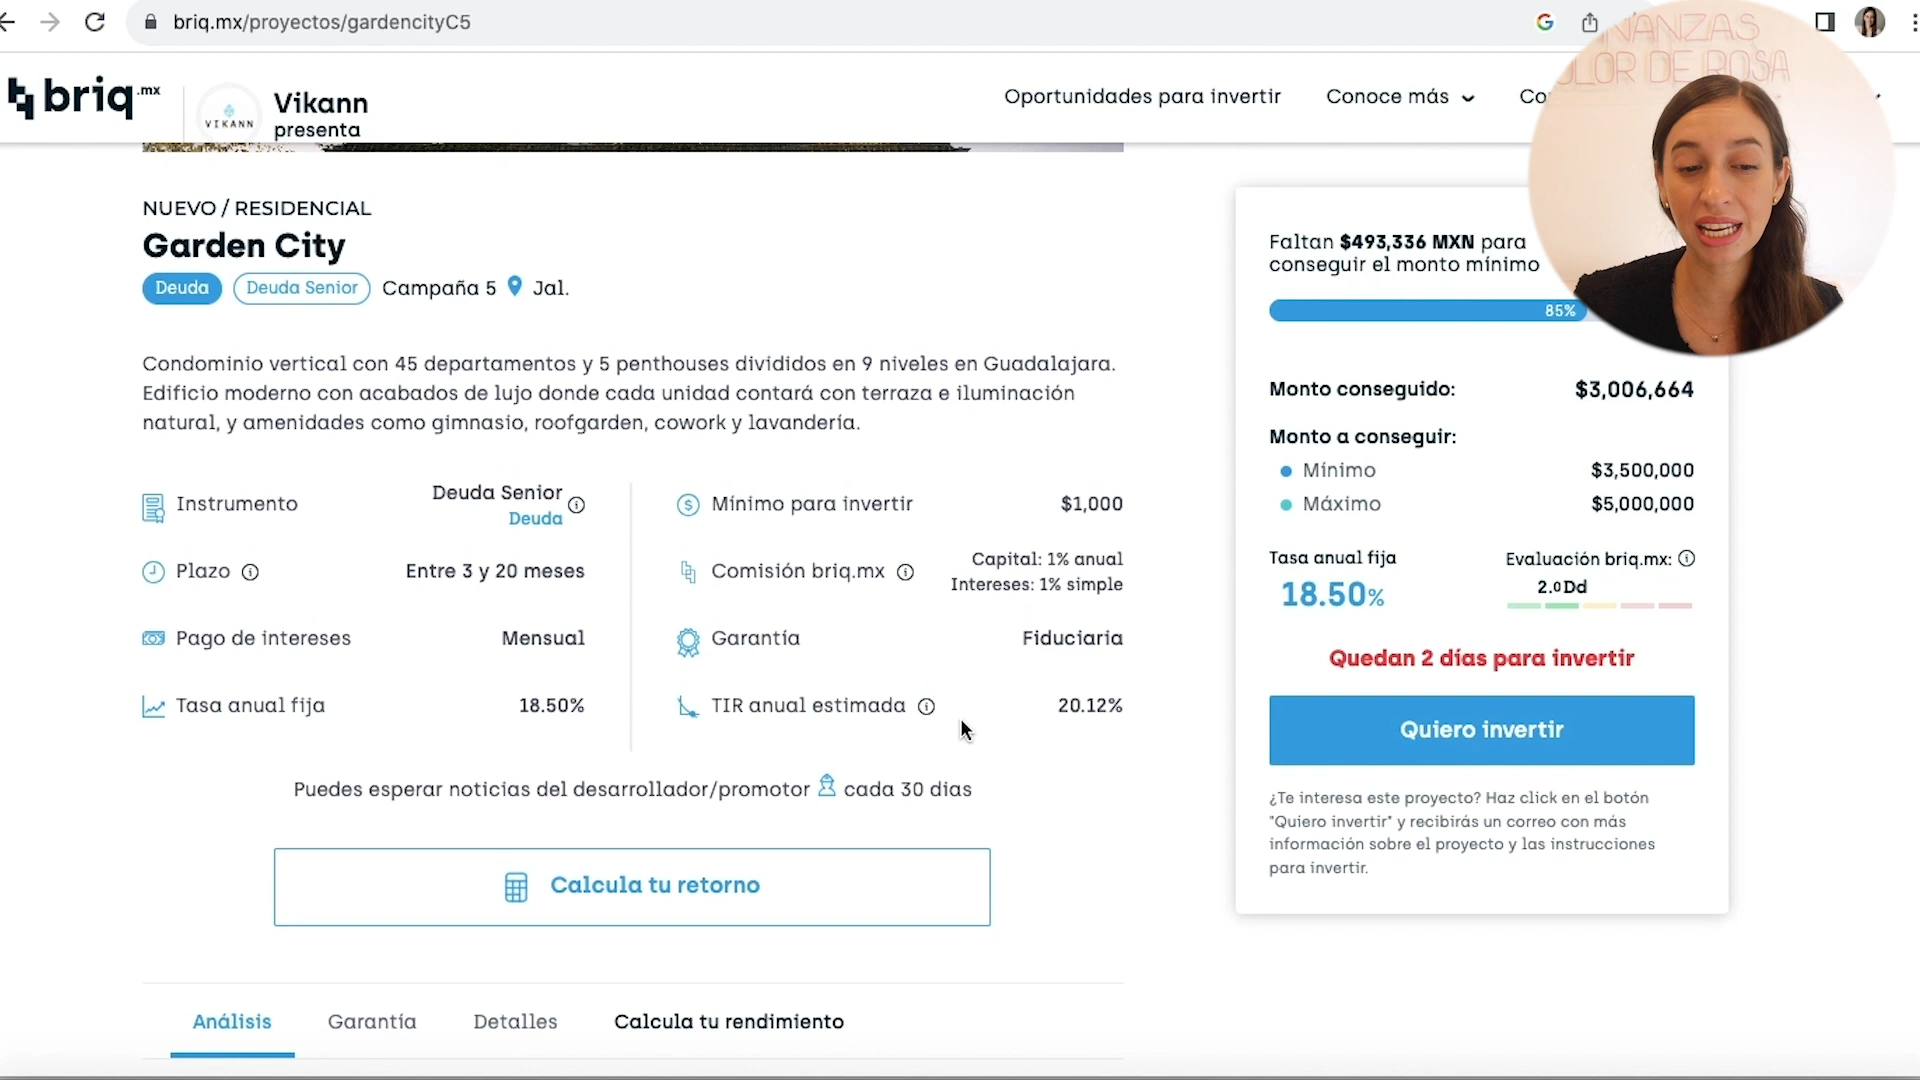 briq.mx/proyectos/gardencityC5
briq.mx
VIKANN
Vikann
presenta
Oportunidades para invertir
Conoce más
NUEVO / RESIDENCIAL
Garden City
Deuda
Deuda Senior
Campaña 5
Jal.
Condominio vertical con 45 departamentos y 5 penthouses divididos en 9 niveles en Guadalajara.
Edificio moderno con acabados de lujo donde cada unidad contará con terraza e iluminación
natural, y amenidades como gimnasio, roofgarden, cowork y lavandería.
Instrumento
Deuda Senior
Deuda
Plazo
Entre 3 y 20 meses
Pago de intereses
Mensual
Tasa anual fija
18.50%
Mínimo para invertir
$1,000
Comisión briq.mx
Capital: 1% anual
Intereses: 1% simple
Garantía
Fiduciaria
TIR anual estimada
20.12%
Puedes esperar noticias del desarrollador/promotor cada 30 dias
Calcula tu retorno
Análisis
Garantía
Detalles
Calcula tu rendimiento
Faltan $493,336 MXN para
conseguir el monto mínimo
85%
Monto conseguido:
$3,006,664
Monto a conseguir:
Mínimo
$3,500,000
Máximo
$5,000,000
Tasa anual fija
18.50%
Evaluación briq.mx:
2.0Dd
Quedan 2 días para invertir
Quiero invertir
¿Te interesa este proyecto? Haz click en el botón
"Quiero invertir" y recibirás un correo con más
información sobre el proyecto y las instrucciones
para invertir.
DE ROSA